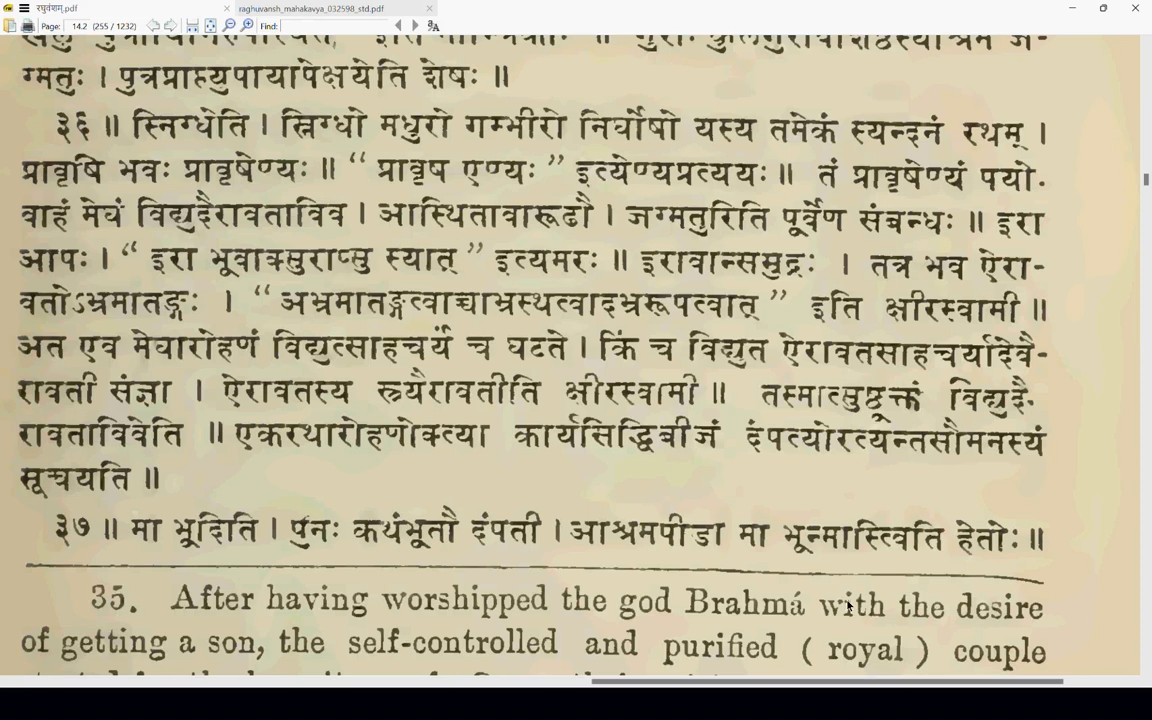 रघुवंशम्.pdf × raghuvansh_mahakavya_032598_std.pdf ×
Page: 14.2 (255 / 1232) Find:
ग्मतुः । पुत्रप्राप्त्युपायापेक्षयेति शेषः ॥
३६ ॥ स्निग्धेति । स्निग्धो मधुरो गम्भीरो निर्घोषो यस्य तमेकं स्यन्दनं रथम् ।
प्रावृषि भवः प्रावृषेण्यः ॥ “ प्रावृष एण्यः ” इत्येण्यप्रत्ययः ॥ तं प्रावृषेण्यं पयो-
वाहं मेघं विद्युदैरावताविव । आस्थितावारूढौ । जग्मतुरिति पूर्वेण संबन्धः ॥ इरा
आपः । “ इरा भूवाक्सुराप्सु स्यात् ” इत्यमरः ॥ इरावान्समुद्रः । तत्र भव ऐरा-
वतोऽभ्रमातङ्गः । “ अभ्रमातङ्गत्वाच्चाभ्रस्थत्वादभ्ररूपत्वात् ” इति क्षीरस्वामी ॥
अत एव मेघारोहणं विद्युत्साहचर्यं च घटते । किं च विद्युत ऐरावतसाहचर्यादेवै-
रावती संज्ञा । ऐरावतस्य स्त्र्यैरावतीति क्षीरस्वामी ॥ तस्मात्सुष्ठूक्तं विद्युदै-
रावताविवेति ॥ एकरथारोहणोक्त्या कार्यसिद्धिबीजं दंपत्योरत्यन्तसौमनस्यं
सूचयति ॥
३७ ॥ मा भूदिति । पुनः कथंभूतौ दंपती । आश्रमपीडा मा भून्मास्त्विति हेतोः ॥
35. After having worshipped the god Brahmá with the desire
of getting a son, the self-controlled and purified ( royal ) couple